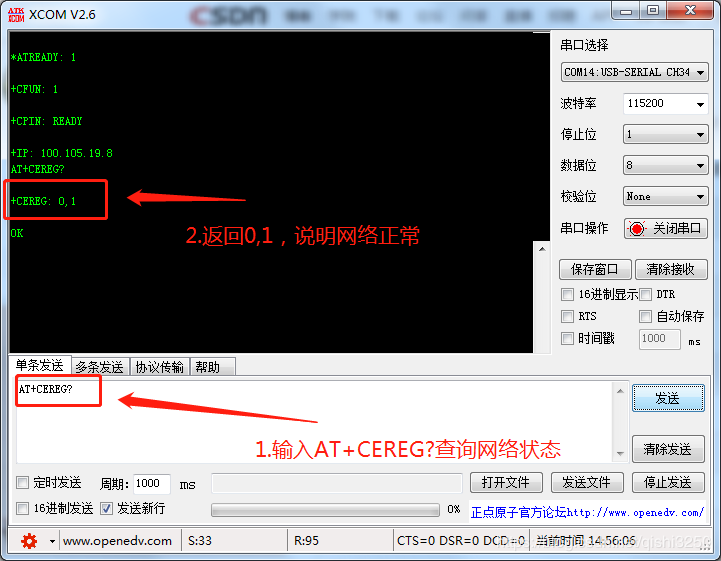 XCOM V2.6
CSDN
*ATREADY: 1
+CFUN: 1
+CPIN: READY
+IP: 100.105.19.8
AT+CEREG?
+CEREG: 0,1
OK
2.返回0,1，说明网络正常
串口选择
COM14:USB-SERIAL CH34
波特率 115200
停止位 1
数据位 8
校验位 None
串口操作 关闭串口
保存窗口 清除接收
16进制显示 DTR
RTS 自动保存
时间戳 1000 ms
单条发送 多条发送 协议传输 帮助
AT+CEREG?
1.输入AT+CEREG?查询网络状态
发送
清除发送
定时发送 周期: 1000 ms 打开文件 发送文件 停止发送
16进制发送 发送新行 0% 正点原子官方论坛http://www.openedv.com/
www.openedv.com S:33 R:95 CTS=0 DSR=0 DCD=0 当前时间 14:56:06